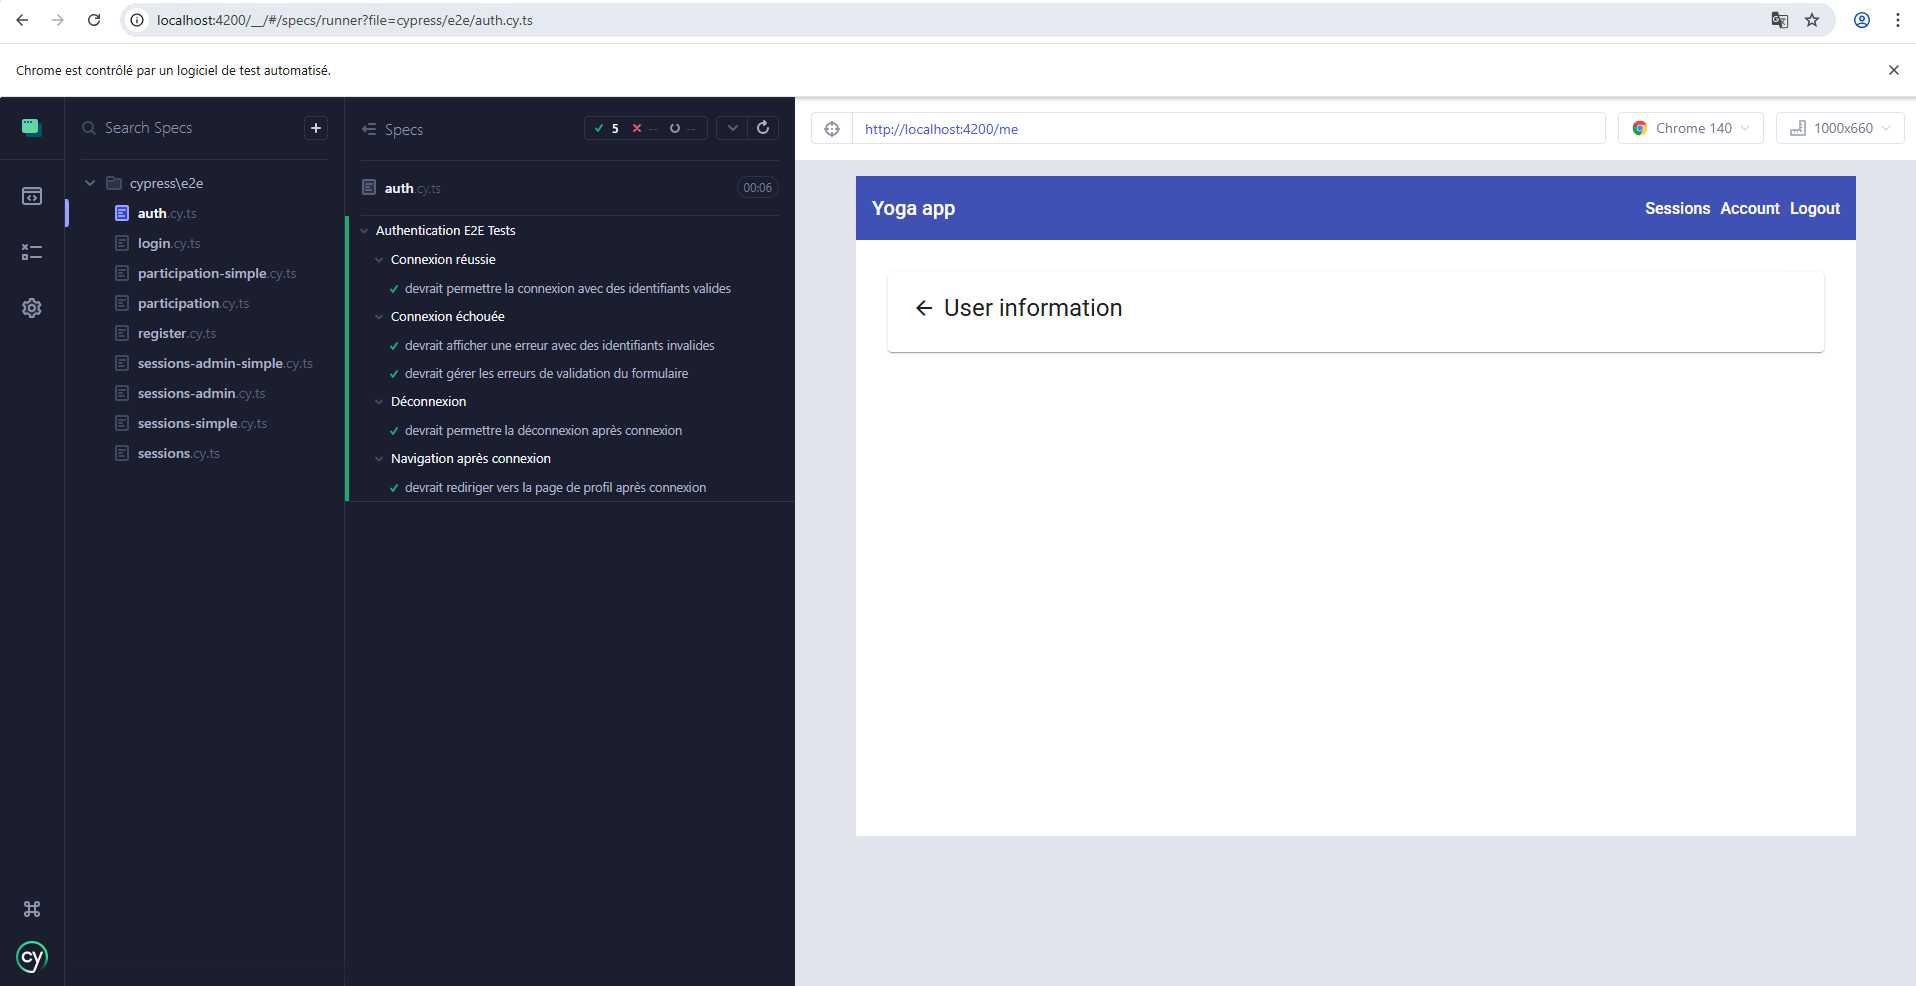 localhost:4200/__/#/specs/runner?file=cypress/e2e/auth.cy.ts
Chrome est contrôlé par un logiciel de test automatisé.
Search Specs
+
cypress\e2e
auth.cy.ts
login.cy.ts
participation-simple.cy.ts
participation.cy.ts
register.cy.ts
sessions-admin-simple.cy.ts
sessions-admin.cy.ts
sessions-simple.cy.ts
sessions.cy.ts
cy
Specs
5 -- --
auth.cy.ts 00:06
Authentication E2E Tests
Connexion réussie
devrait permettre la connexion avec des identifiants valides
Connexion échouée
devrait afficher une erreur avec des identifiants invalides
devrait gérer les erreurs de validation du formulaire
Déconnexion
devrait permettre la déconnexion après connexion
Navigation après connexion
devrait rediriger vers la page de profil après connexion
http://localhost:4200/me
Chrome 140
1000x660
Yoga app
Sessions Account Logout
User information